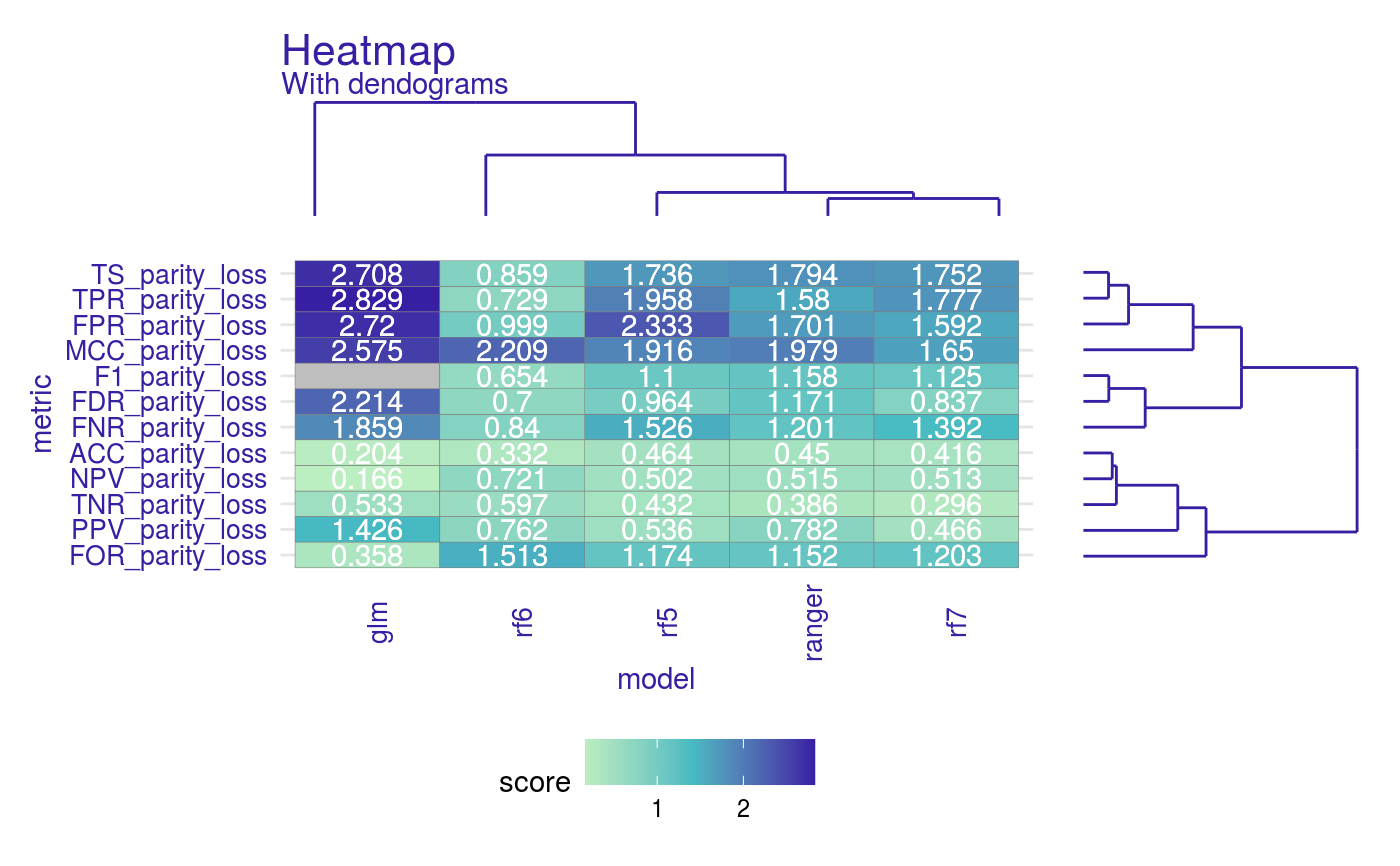 Heatmap
With dendograms
metric
TS_parity_loss 2.708 0.859 1.736 1.794 1.752
TPR_parity_loss 2.829 0.729 1.958 1.58 1.777
FPR_parity_loss 2.72 0.999 2.333 1.701 1.592
MCC_parity_loss 2.575 2.209 1.916 1.979 1.65
F1_parity_loss 0.654 1.1 1.158 1.125
FDR_parity_loss 2.214 0.7 0.964 1.171 0.837
FNR_parity_loss 1.859 0.84 1.526 1.201 1.392
ACC_parity_loss 0.204 0.332 0.464 0.45 0.416
NPV_parity_loss 0.166 0.721 0.502 0.515 0.513
TNR_parity_loss 0.533 0.597 0.432 0.386 0.296
PPV_parity_loss 1.426 0.762 0.536 0.782 0.466
FOR_parity_loss 0.358 1.513 1.174 1.152 1.203
glm rf6 rf5 ranger rf7
model
score
1 2